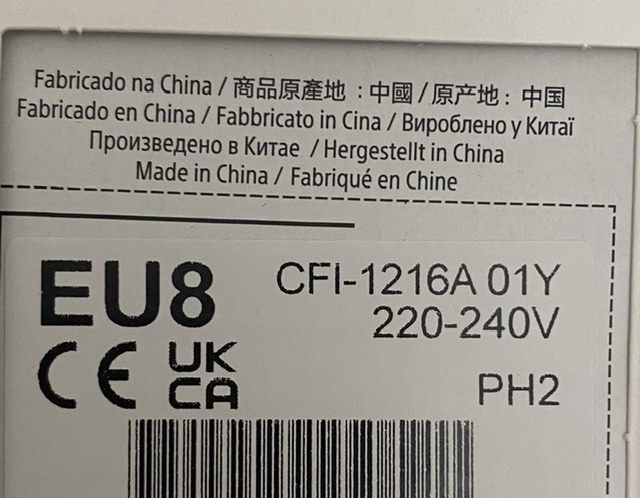 Fabricado na China / 商品原產地 : 中國 / 原产地 : 中国
Fabricado en China / Fabbricato in Cina / Вироблено у Китаї
Произведено в Китае / Hergestellt in China
Made in China / Fabriqué en Chine
EU8 CFI-1216A 01Y
220-240V
CE UK CA PH2